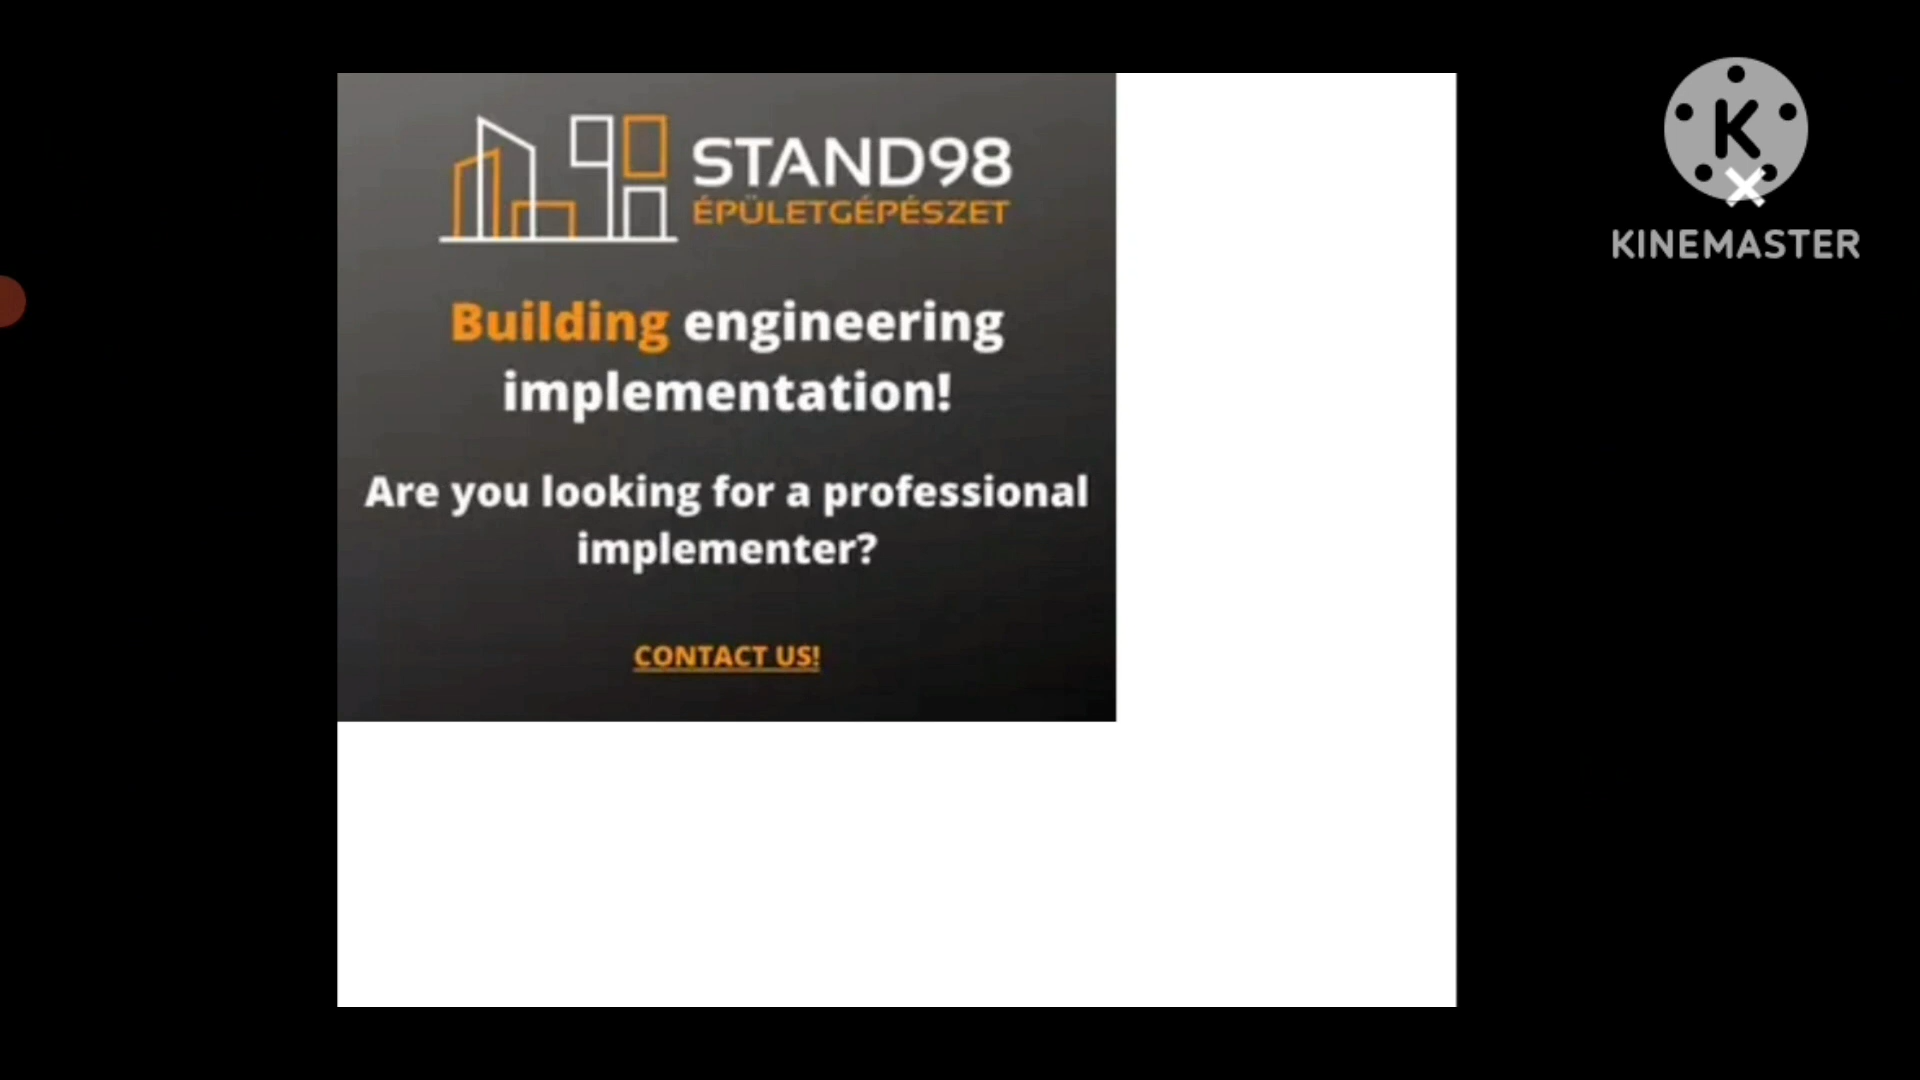 STAND98
ÉPÜLETGÉPÉSZET
Building engineering
implementation!
Are you looking for a professional
implementer?
CONTACT US!
K
KINEMASTER